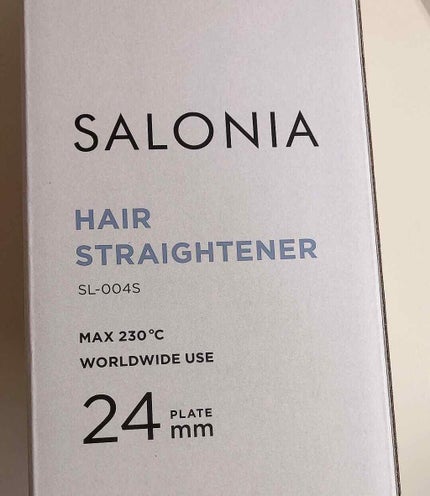 SALONIA
HAIR
STRAIGHTENER
SL-004S
MAX 230℃
WORLDWIDE USE
24 PLATE mm